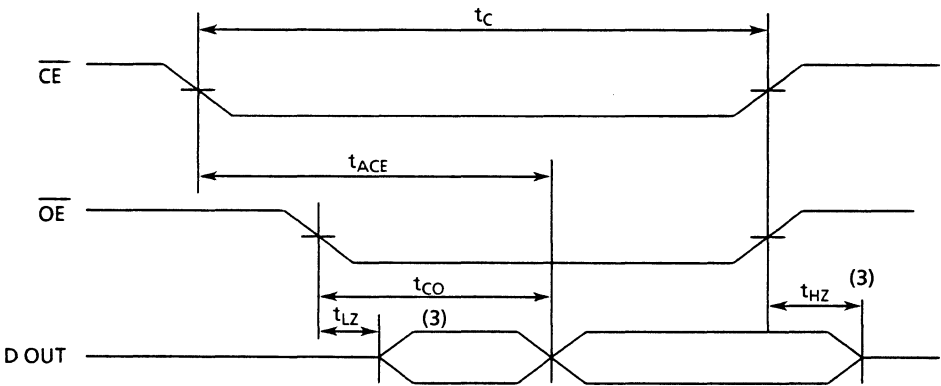 tC
CE
tACE
OE
tCO
tHZ (3)
tLZ (3)
D OUT